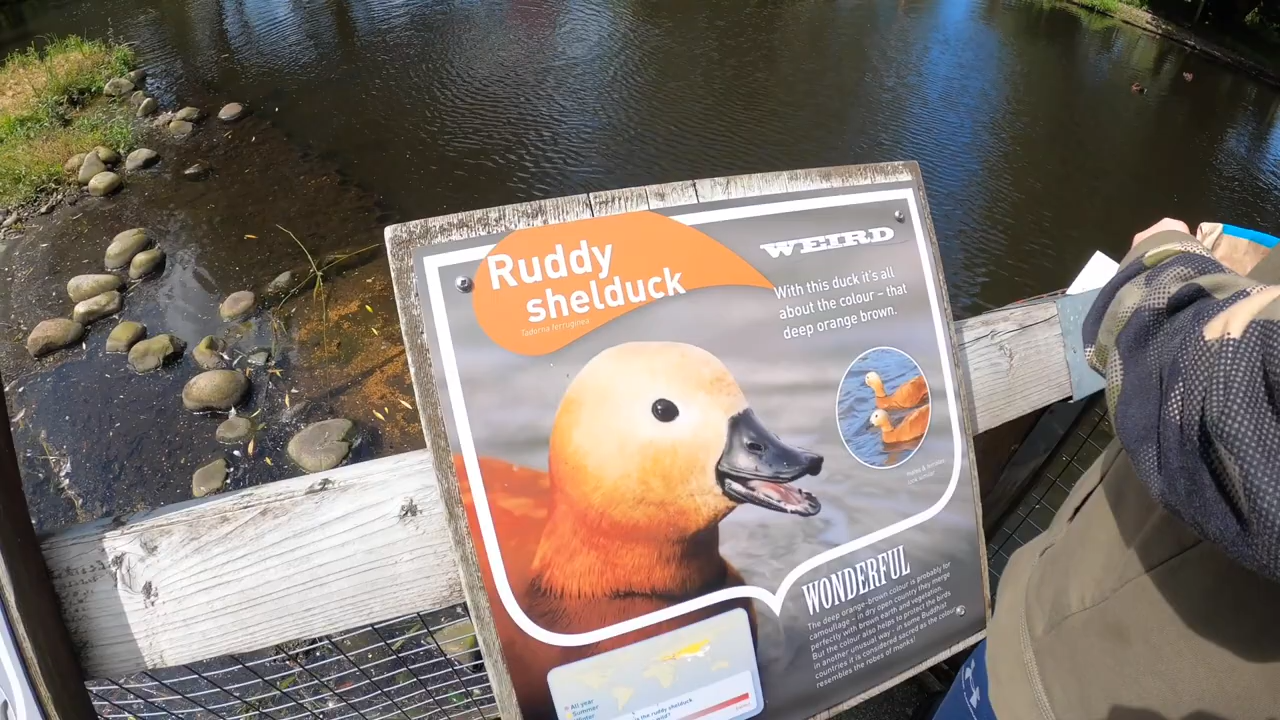 Ruddy
shelduck
Tadorna ferruginea
WEIRD
With this duck it's all
about the colour – that
deep orange brown.
WONDERFUL
The deep orange-brown colour is probably for
camouflage – in dry open country they merge
perfectly with brown earth and vegetation.
But the colour also helps to protect the birds
in another unusual way - in some Buddhist
countries it is considered sacred as the colour
resembles the robes of monks!
All year
Summer
the ruddy shelduck